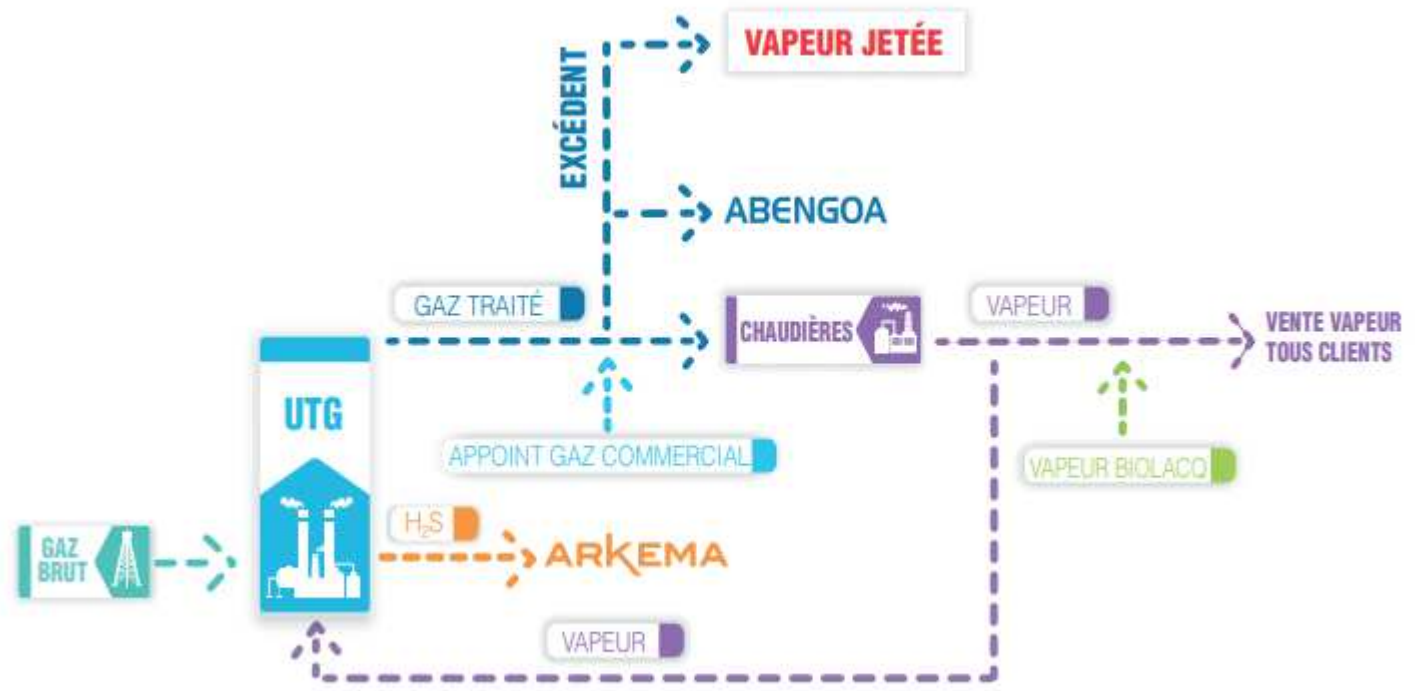 VAPEUR JETÉE
EXCÉDENT
ABENGOA
GAZ TRAITÉ
CHAUDIÈRES
VAPEUR
VENTE VAPEUR
TOUS CLIENTS
UTG
APPOINT GAZ COMMERCIAL
VAPEUR BIOLACQ
H₂S
ARKEMA
GAZ
BRUT
VAPEUR